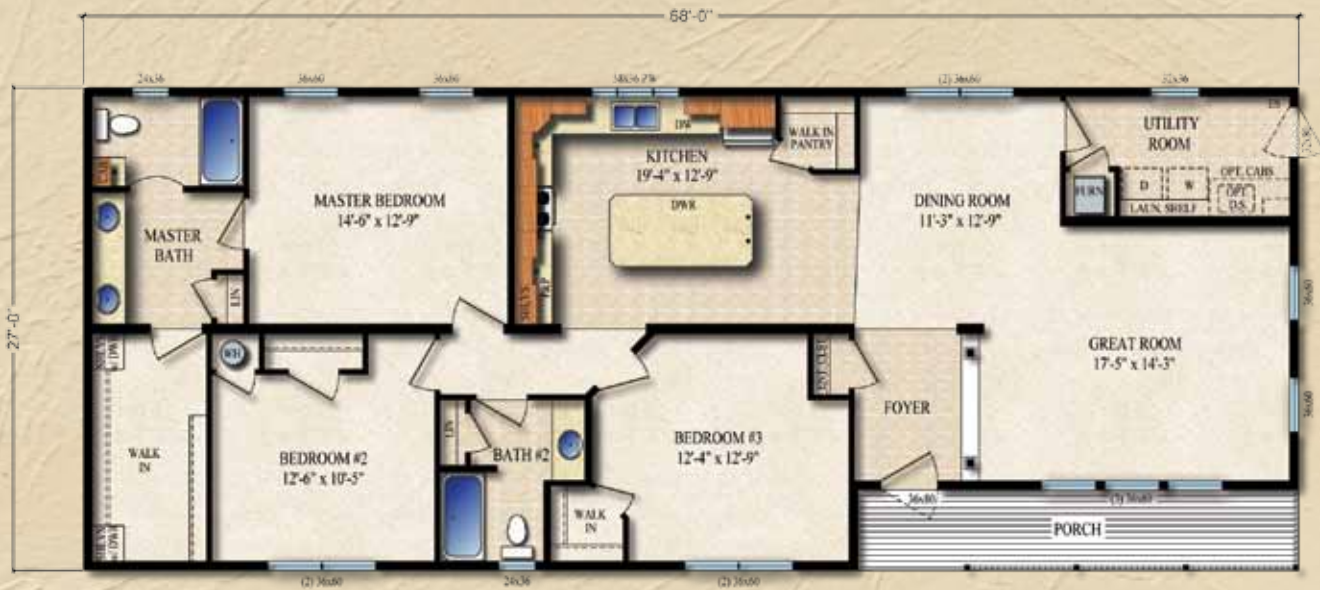 68'-0"
24x36
36x60
36x60
(2) 36x60
32x36
27'-0"
MASTER BEDROOM
14'-6" x 12'-9"
DW
KITCHEN
19'-4" x 12'-9"
DWR
WALK IN
PANTRY
DINING ROOM
11'-3" x 12'-9"
UTILITY
ROOM
FURN
D
W
OPT. CABS.
OPT
D.S.
LAUN. SHELF
MASTER
BATH
LIN
36x60
GREAT ROOM
17'-5" x 14'-3"
36x60
WH
WALK
IN
BEDROOM #2
12'-6" x 10'-5"
LIN
BATH #2
WALK
IN
BEDROOM #3
12'-4" x 12'-9"
FOYER
36x80
(3) 36x60
PORCH
(2) 36x60
24x36
(2) 36x60